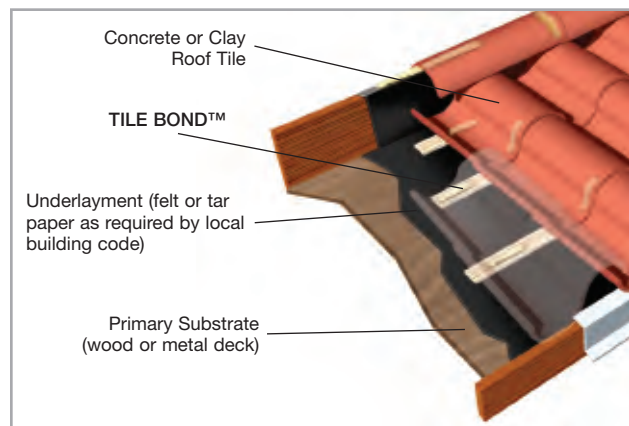 Concrete or Clay
Roof Tile
TILE BOND™
Underlayment (felt or tar
paper as required by local
building code)
Primary Substrate
(wood or metal deck)